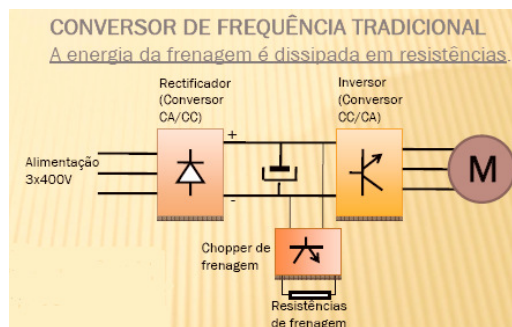 CONVERSOR DE FREQUÊNCIA TRADICIONAL
A energia da frenagem é dissipada em resistências.
Rectificador
(Conversor
CA/CC)
Inversor
(Conversor
CC/CA)
+
Alimentação
3x400V
M
-
Chopper de
frenagem
Resistências
de frenagem